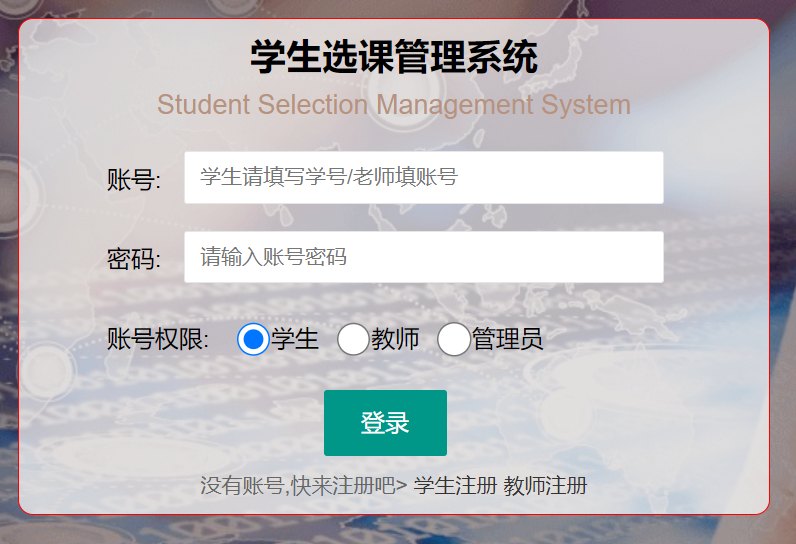 学生选课管理系统
Student Selection Management System
账号: 学生请填写学号/老师填账号
密码: 请输入账号密码
账号权限: 学生 教师 管理员
登录
没有账号,快来注册吧> 学生注册 教师注册